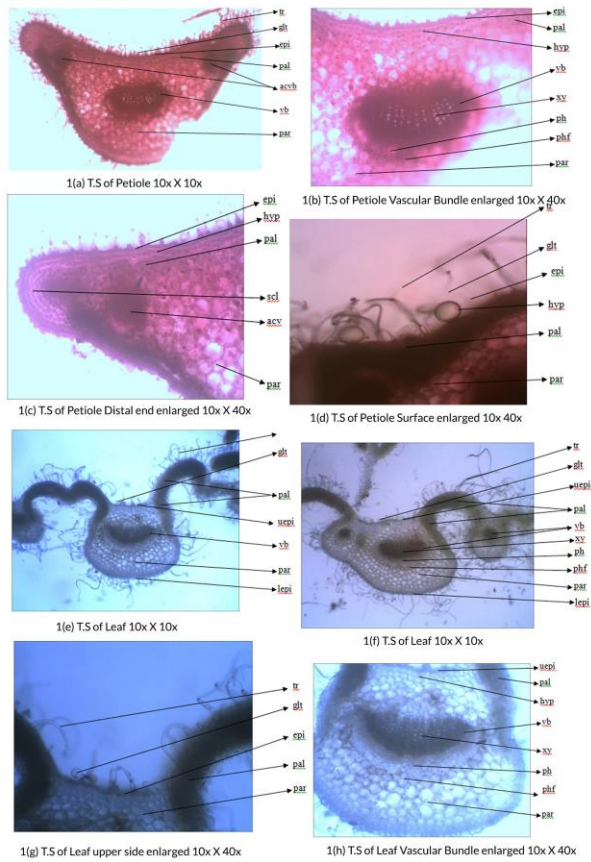 tr
glt
epi
pal
acvb
vb
par
1(a) T.S of Petiole 10x X 10x
epi
pal
hyp
vb
xy
ph
phf
par
1(b) T.S of Petiole Vascular Bundle enlarged 10x X 40x
epi
hyp
pal
scl
acv
par
1(c) T.S of Petiole Distal end enlarged 10x X 40x
tr
glt
epi
hyp
pal
par
1(d) T.S of Petiole Surface enlarged 10x X 40x
glt
pal
uepi
vb
par
lepi
1(e) T.S of Leaf 10x X 10x
tr
glt
uepi
pal
vb
xy
ph
phf
par
lepi
1(f) T.S of Leaf 10x X 10x
tr
glt
epi
pal
par
1(g) T.S of Leaf upper side enlarged 10x X 40x
uepi
pal
hyp
vb
xy
ph
phf
par
1(h) T.S of Leaf Vascular Bundle enlarged 10x X 40x